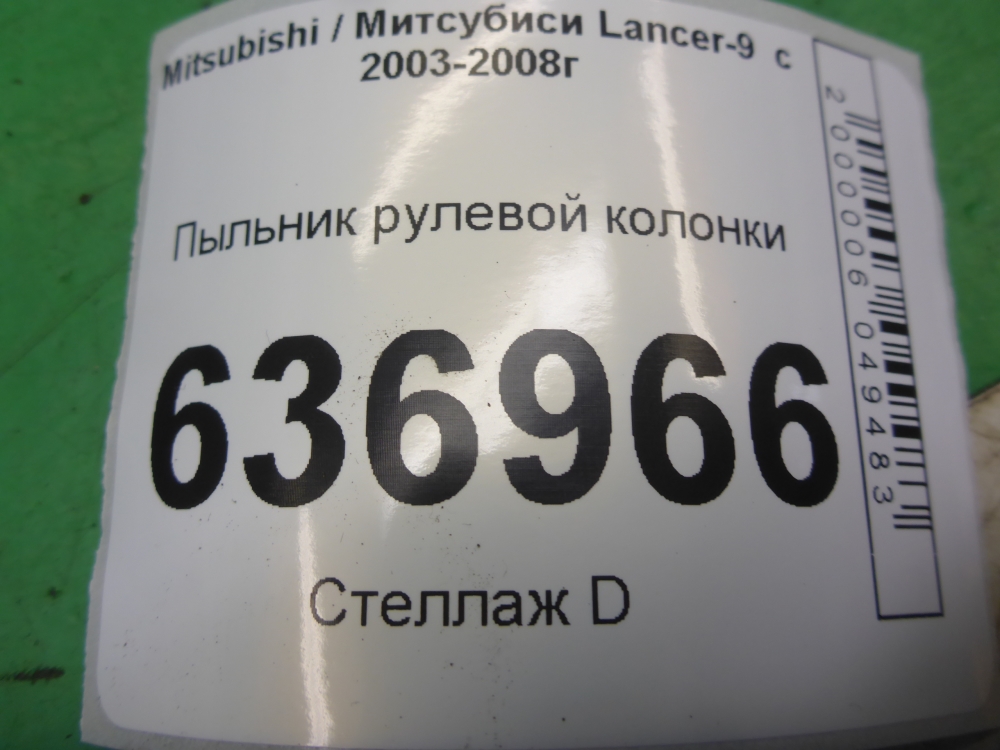 Mitsubishi / Митсубиси Lancer-9 с
2003-2008г
Пыльник рулевой колонки
636966
Стеллаж D
2000006049483